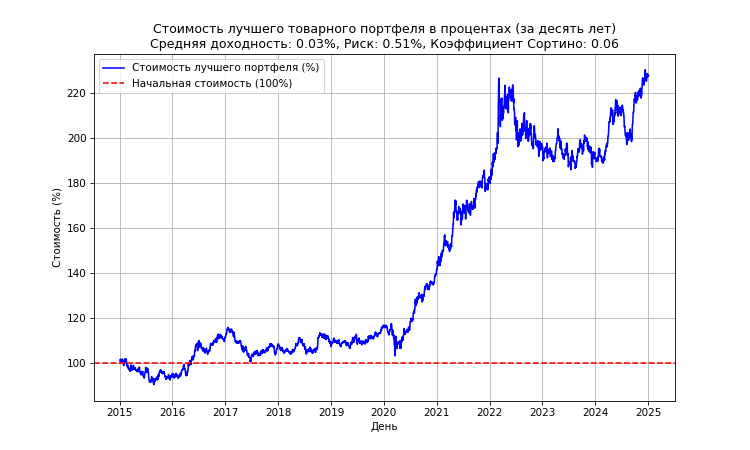 Стоимость лучшего товарного портфеля в процентах (за десять лет)
Средняя доходность: 0.03%, Риск: 0.51%, Коэффициент Сортино: 0.06
Стоимость лучшего портфеля (%)
Начальная стоимость (100%)
Стоимость (%)
220
200
180
160
140
120
100
2015 2016 2017 2018 2019 2020 2021 2022 2023 2024 2025
День